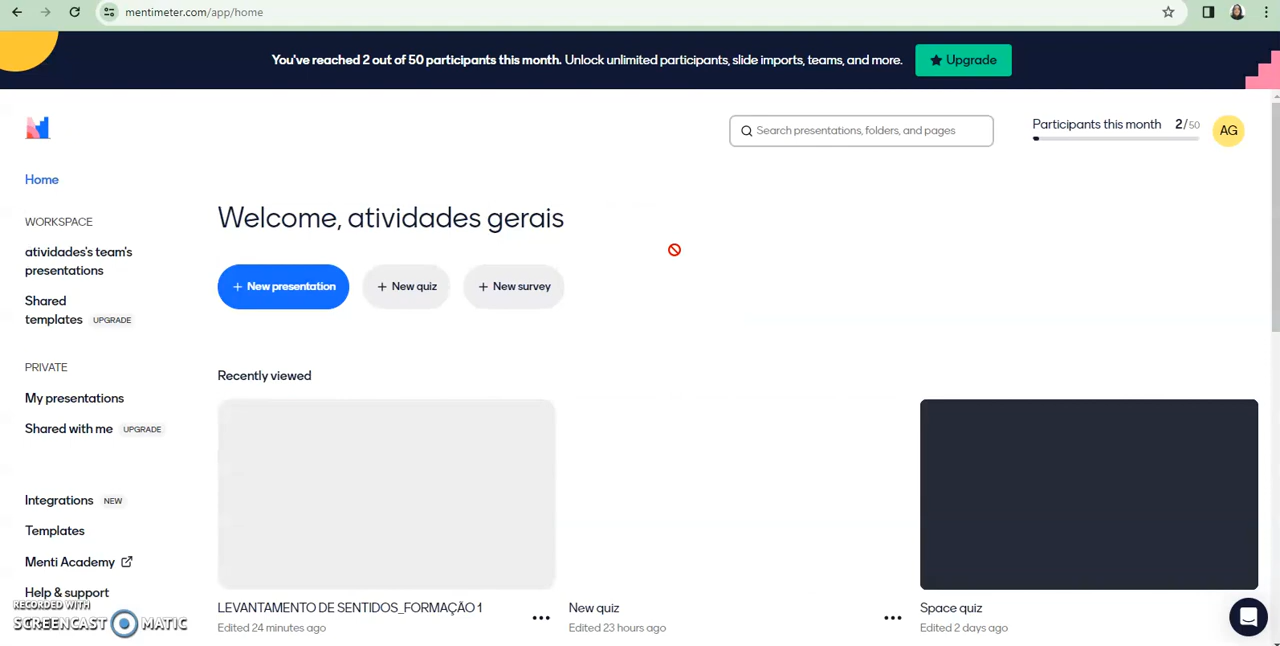 mentimeter.com/app/home
You've reached 2 out of 50 participants this month. Unlock unlimited participants, slide imports, teams, and more.
Upgrade
Search presentations, folders, and pages
Participants this month 2/50
AG
Home
WORKSPACE
atividades's team's
presentations
Shared
templates UPGRADE
PRIVATE
My presentations
Shared with me UPGRADE
Integrations NEW
Templates
Menti Academy
Help & support
Welcome, atividades gerais
+ New presentation
+ New quiz
+ New survey
Recently viewed
LEVANTAMENTO DE SENTIDOS_FORMAÇÃO 1
Edited 24 minutes ago
New quiz
Edited 23 hours ago
Space quiz
Edited 2 days ago
RECORDED WITH
SCREENCAST MATIC